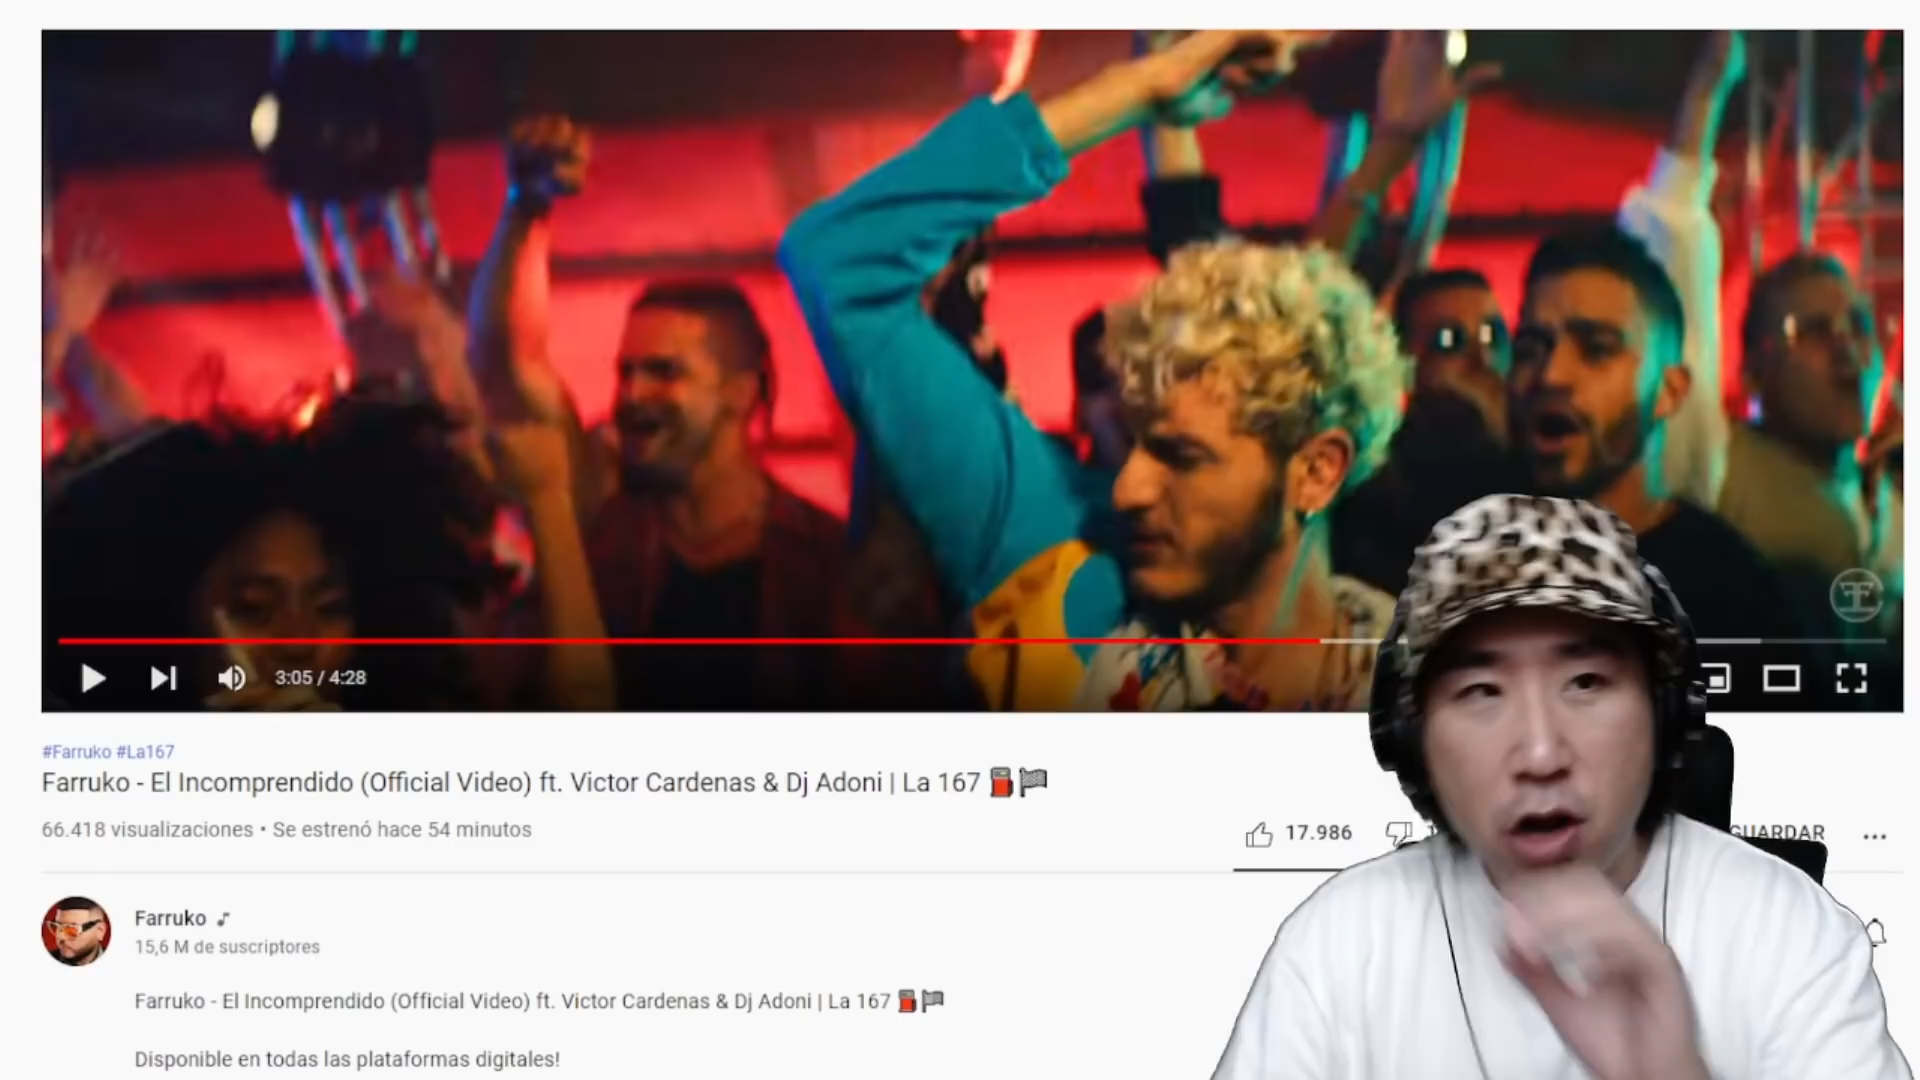 3:05 / 4:28
#Farruko #La167
Farruko - El Incomprendido (Official Video) ft. Victor Cardenas & Dj Adoni | La 167
66.418 visualizaciones • Se estrenó hace 54 minutos
17.986
GUARDAR
Farruko
15,6 M de suscriptores
Farruko - El Incomprendido (Official Video) ft. Victor Cardenas & Dj Adoni | La 167
Disponible en todas las plataformas digitales!